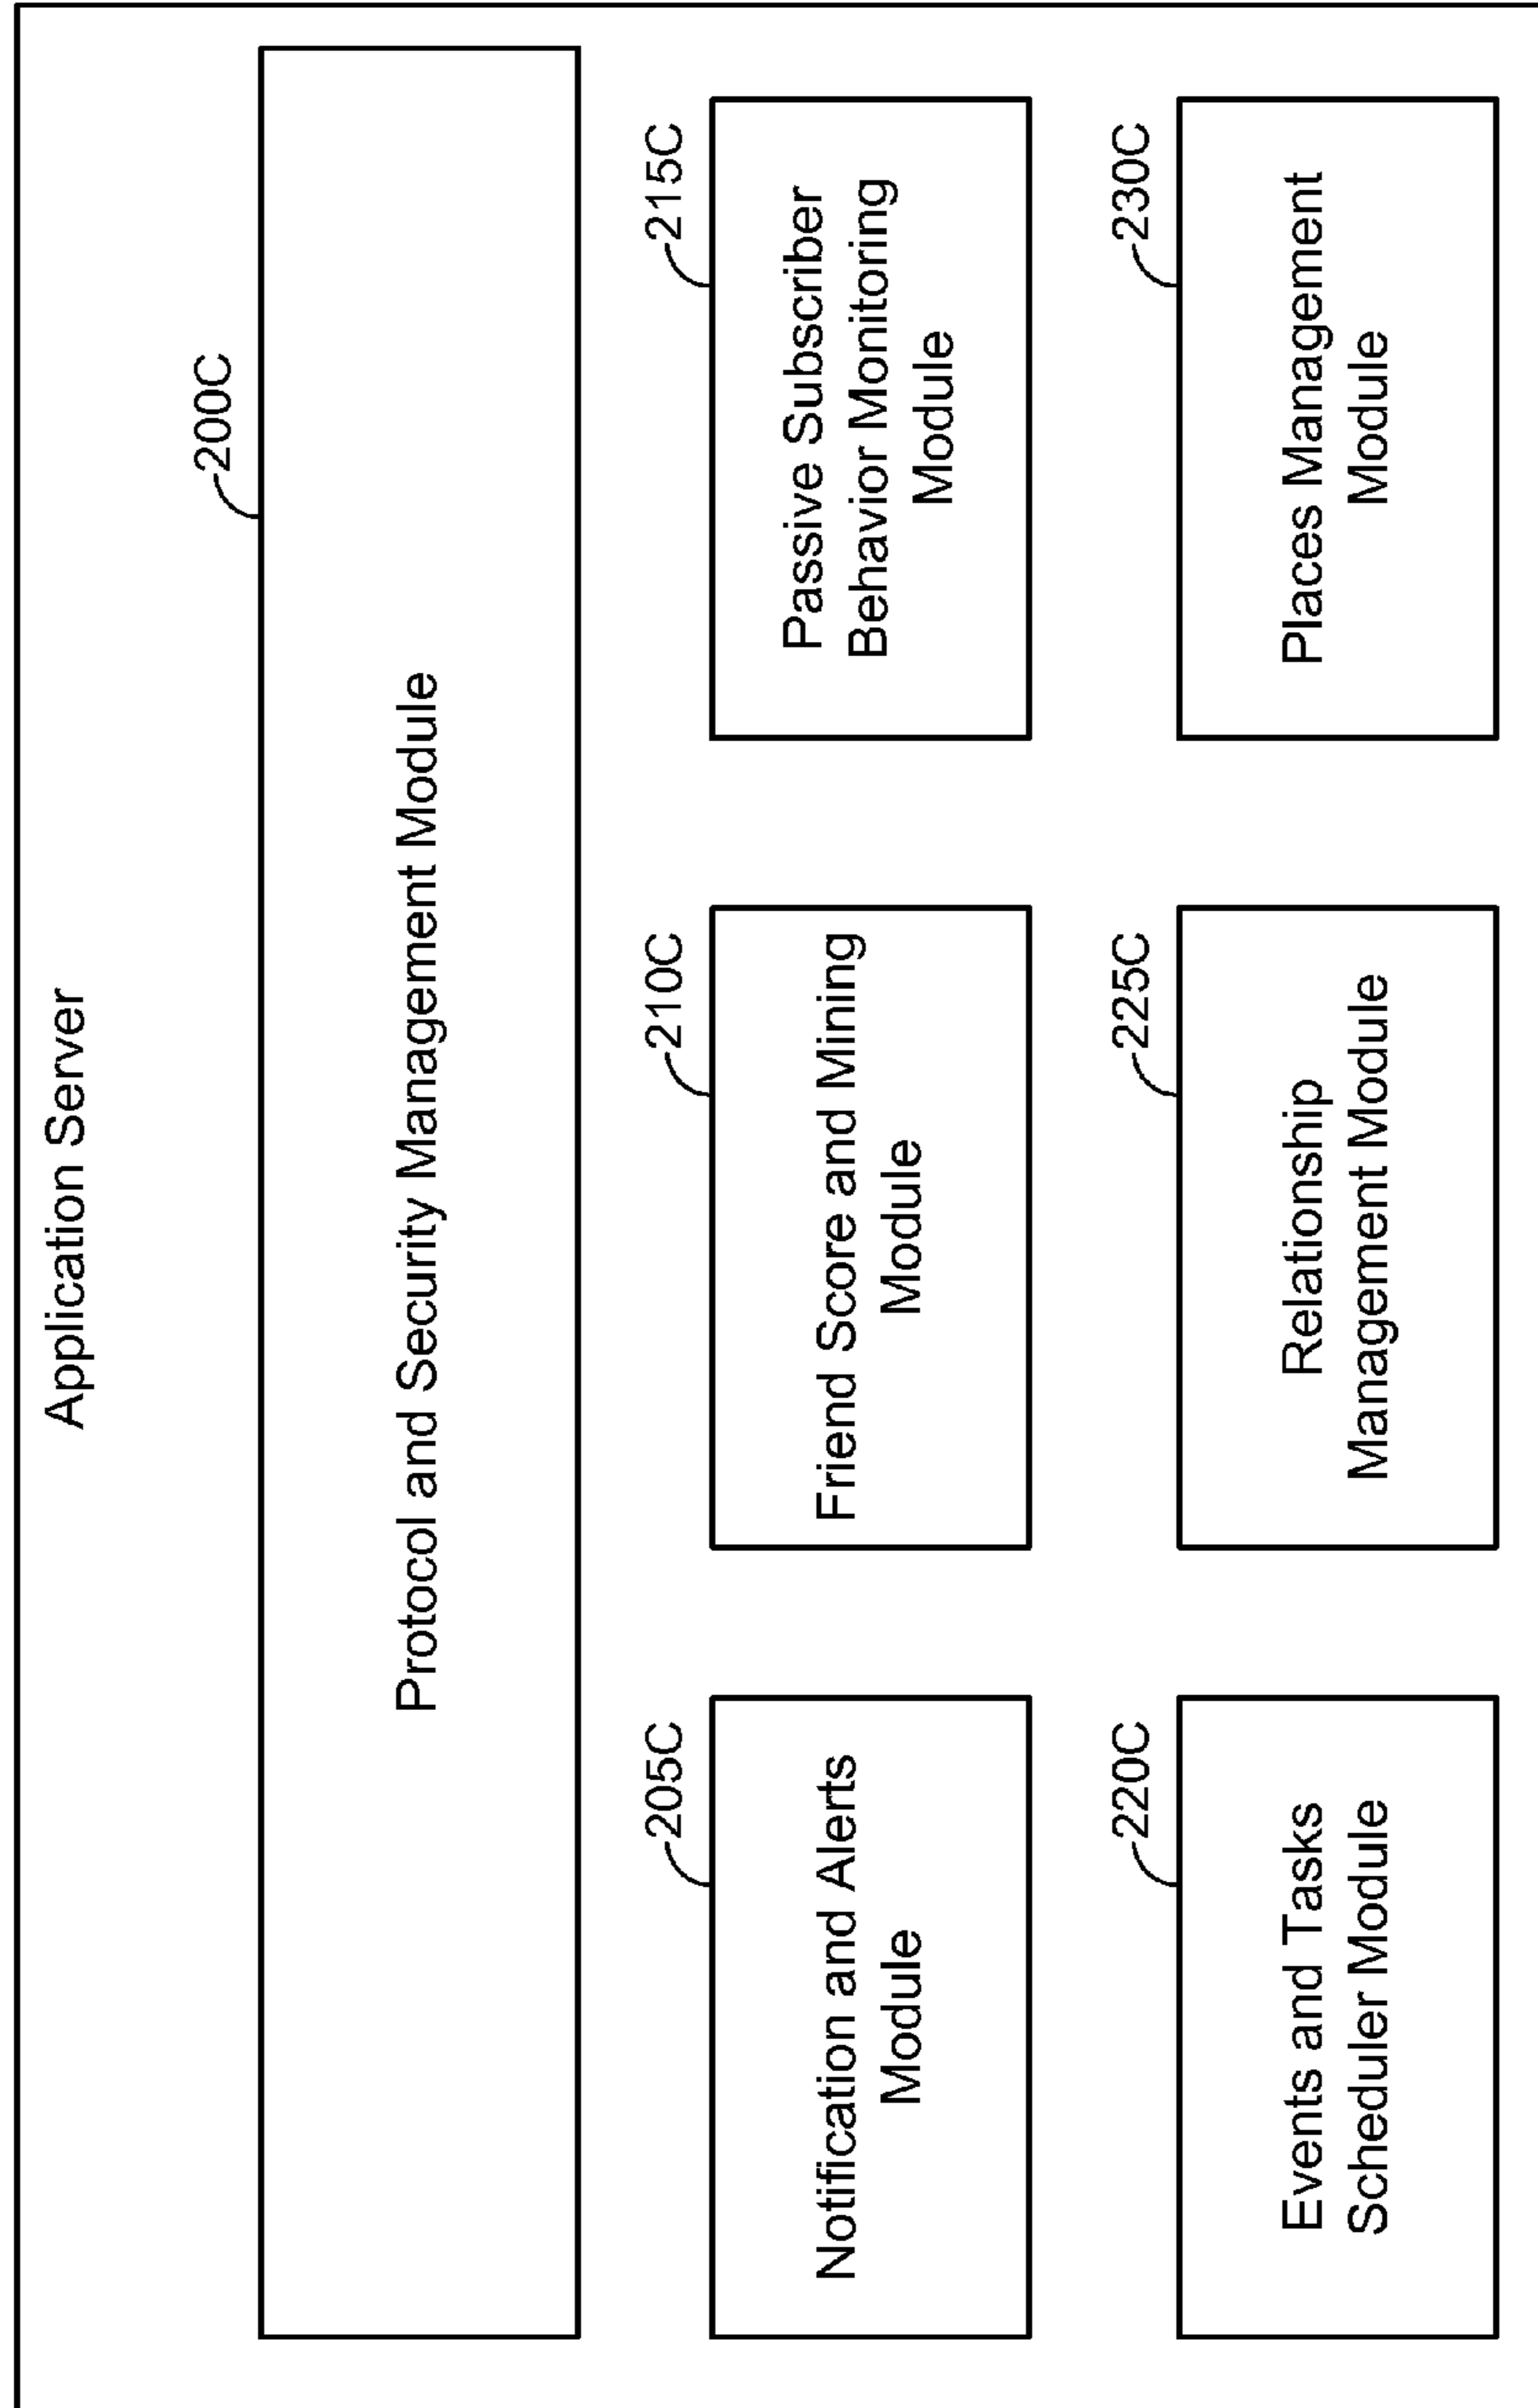 Application Server
200C
Protocol and Security Management Module
205C
Notification and Alerts
Module
210C
Friend Score and Mining
Module
215C
Passive Subscriber
Behavior Monitoring
Module
220C
Events and Tasks
Scheduler Module
225C
Relationship
Management Module
230C
Places Management
Module